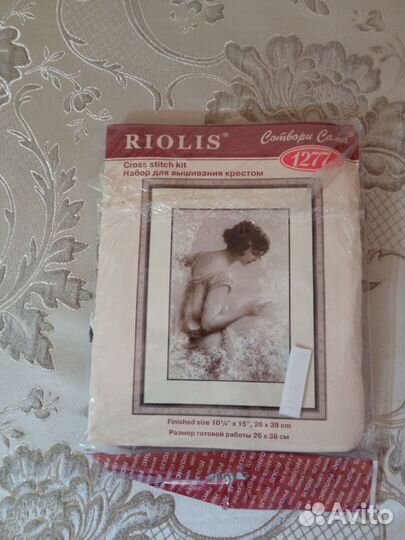 RIOLIS®
Сотвори Сама®
1277
Cross stitch kit
Набор для вышивания крестом
Finished size 10¼" x 15", 26 x 38 cm
Размер готовой работы 26 x 38 см
Avito